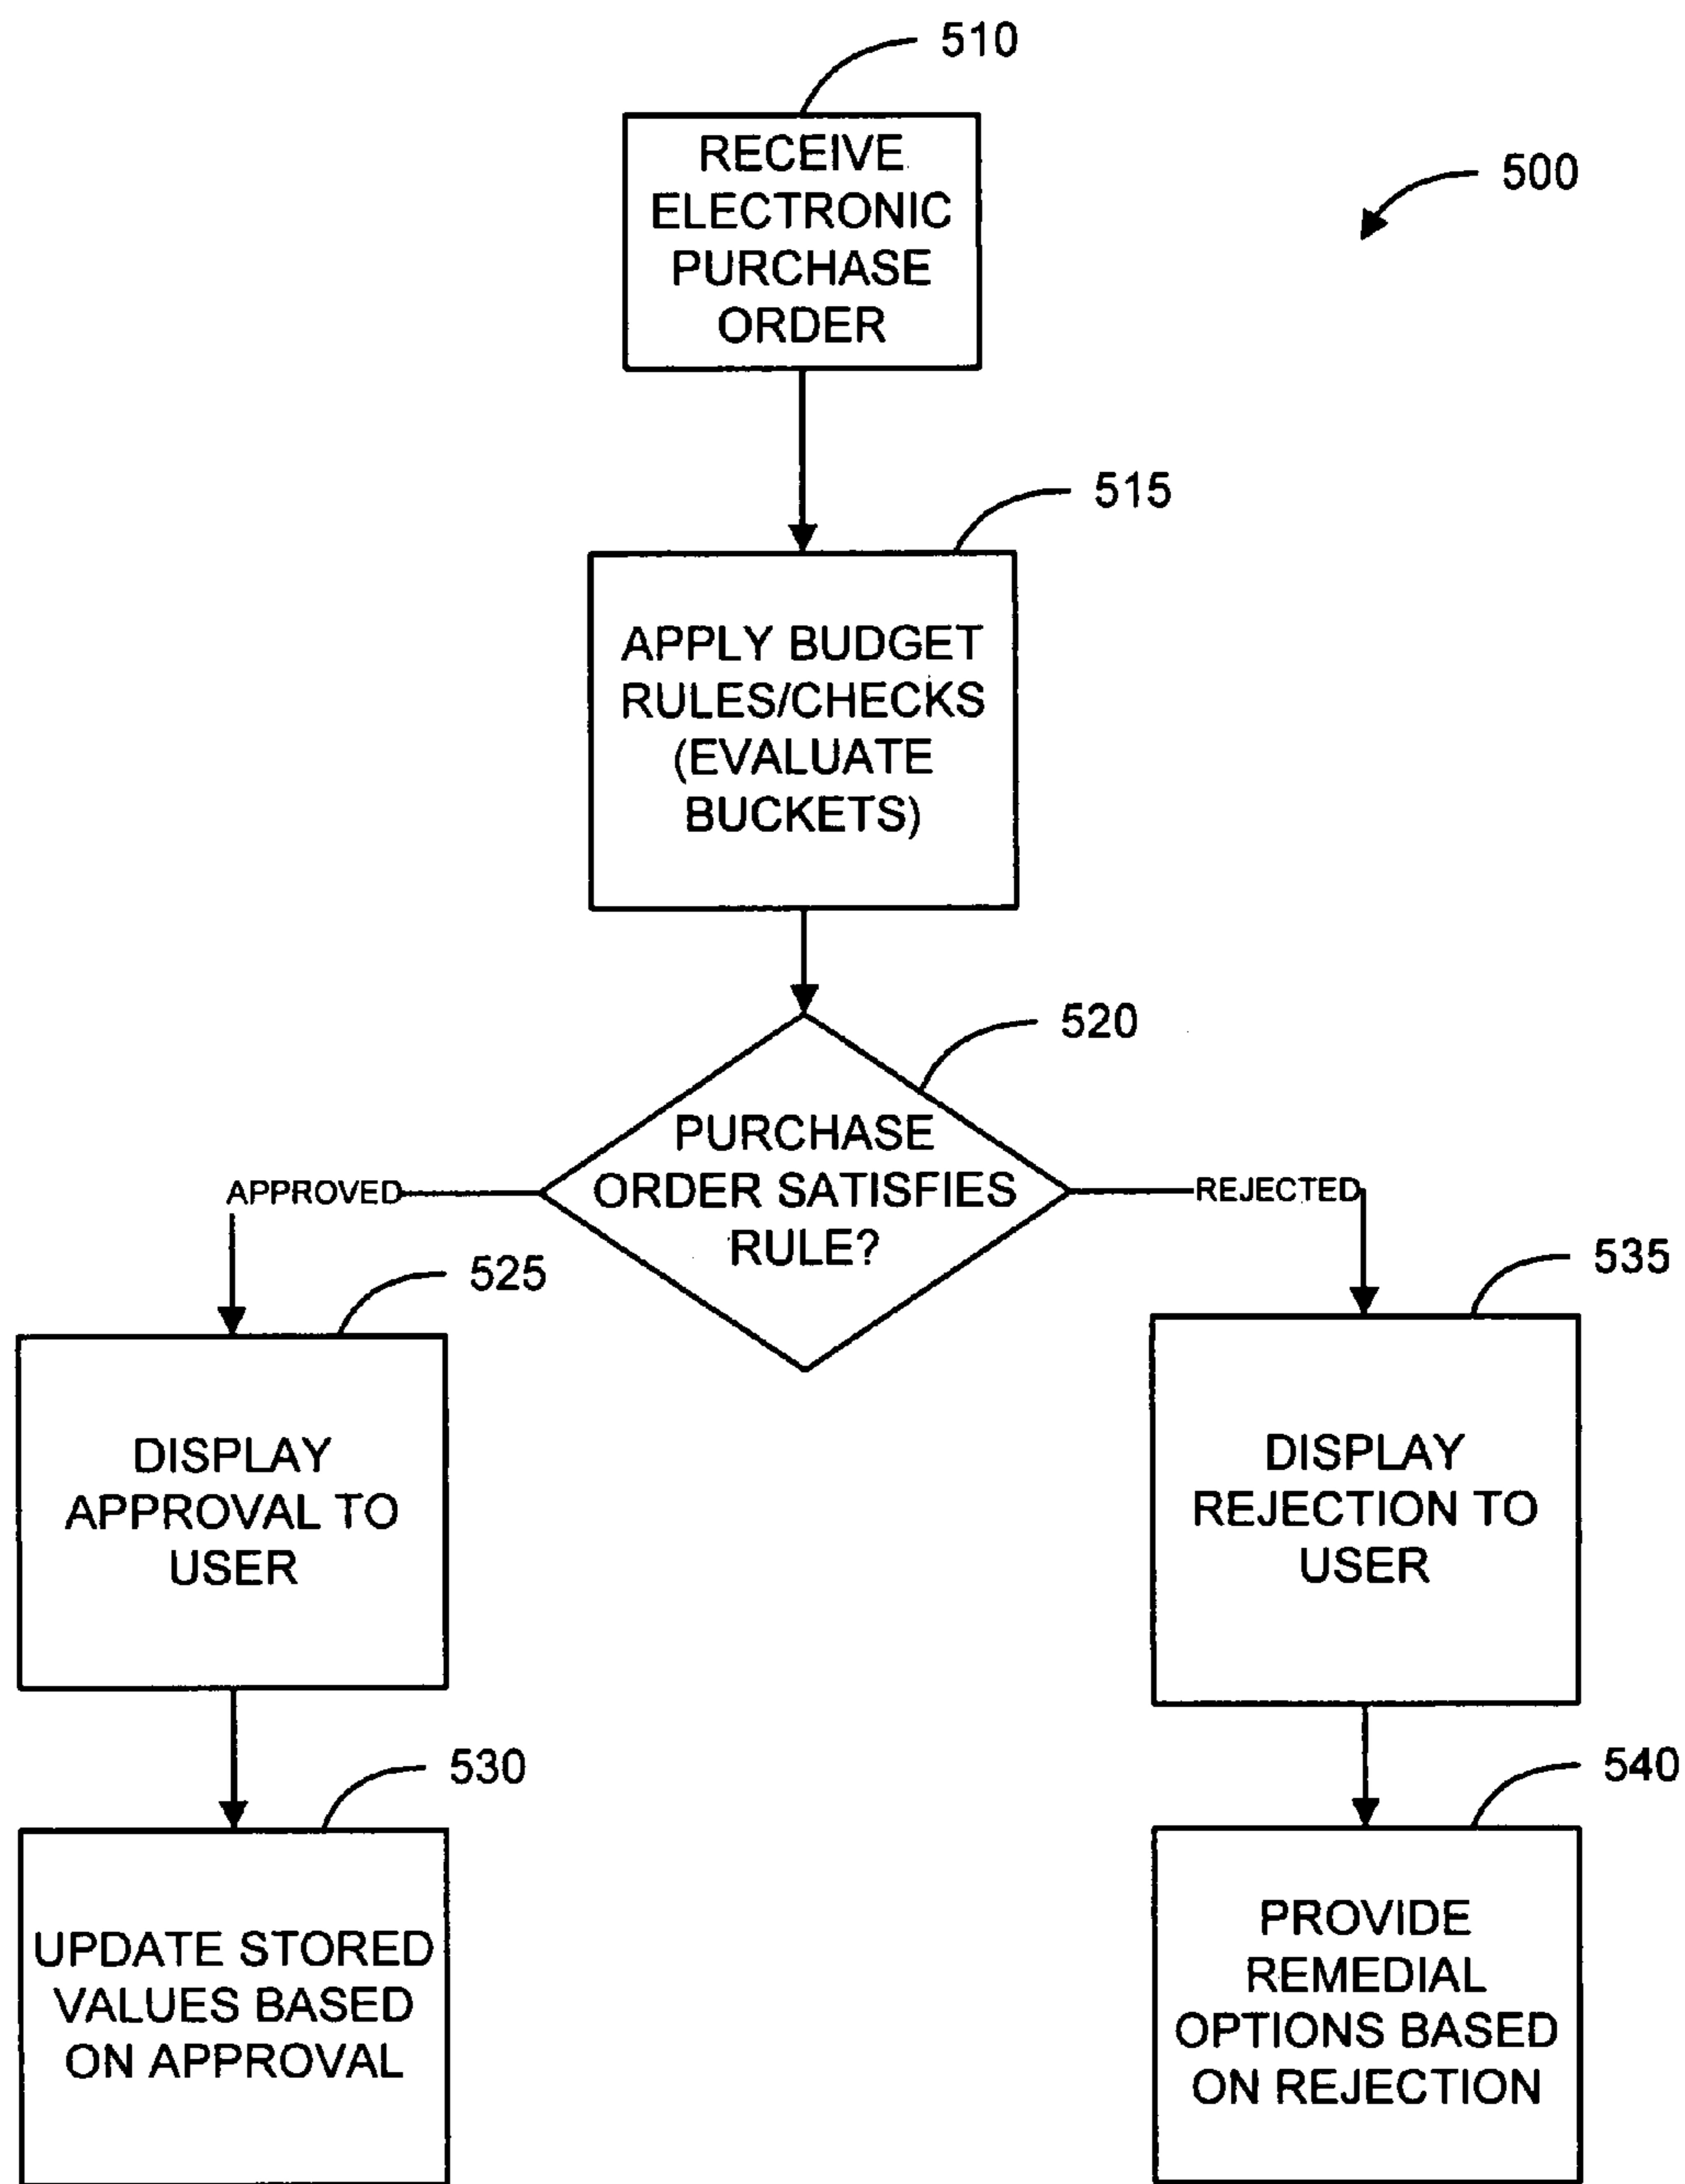 510
RECEIVE
ELECTRONIC
PURCHASE
ORDER
500
515
APPLY BUDGET
RULES/CHECKS
(EVALUATE
BUCKETS)
520
PURCHASE
ORDER SATISFIES
RULE?
APPROVED
REJECTED
525
DISPLAY
APPROVAL TO
USER
535
DISPLAY
REJECTION TO
USER
530
UPDATE STORED
VALUES BASED
ON APPROVAL
540
PROVIDE
REMEDIAL
OPTIONS BASED
ON REJECTION